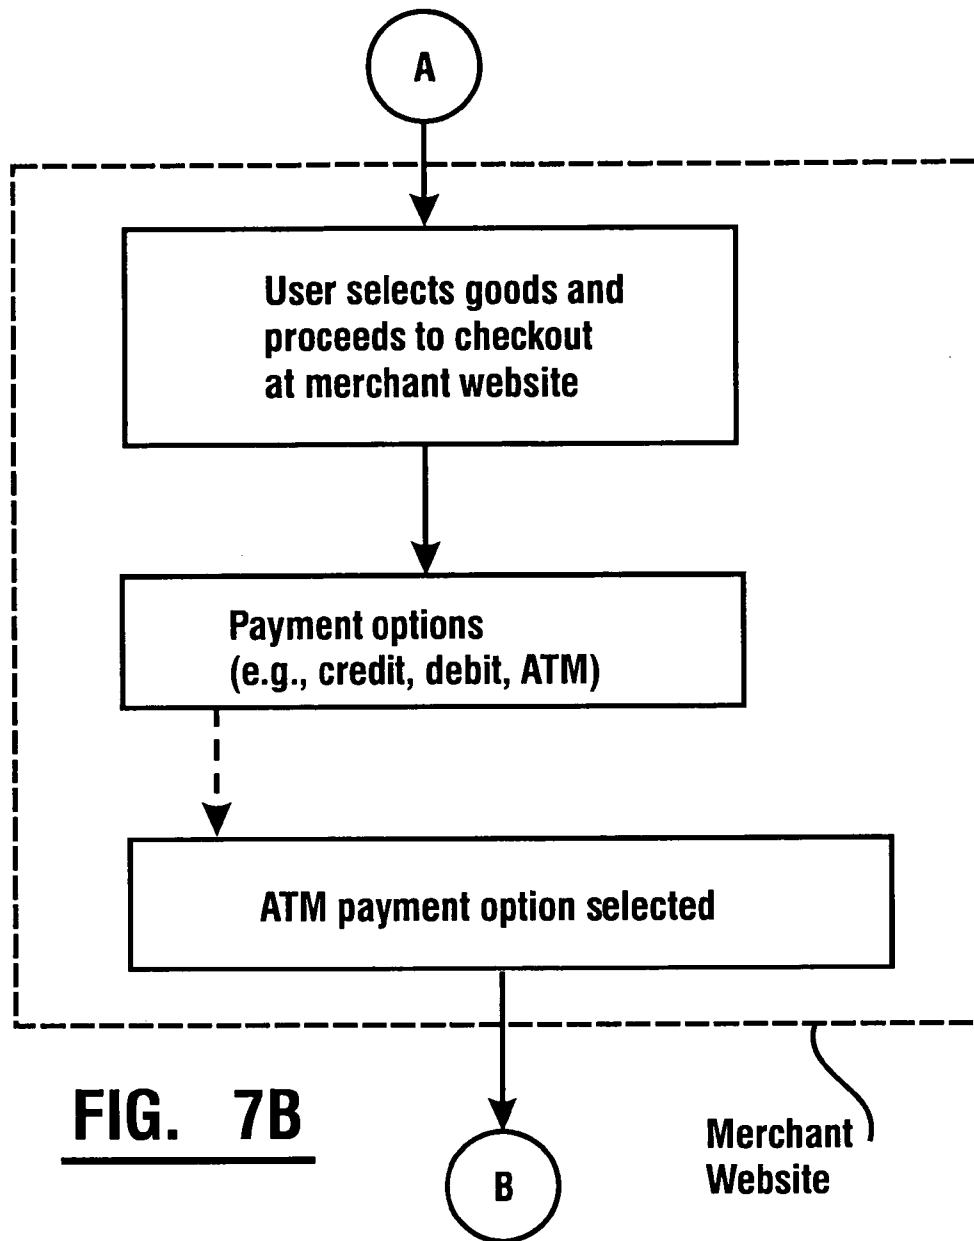 A
User selects goods and
proceeds to checkout
at merchant website
Payment options
(e.g., credit, debit, ATM)
ATM payment option selected
FIG. 7B
Merchant
Website
B